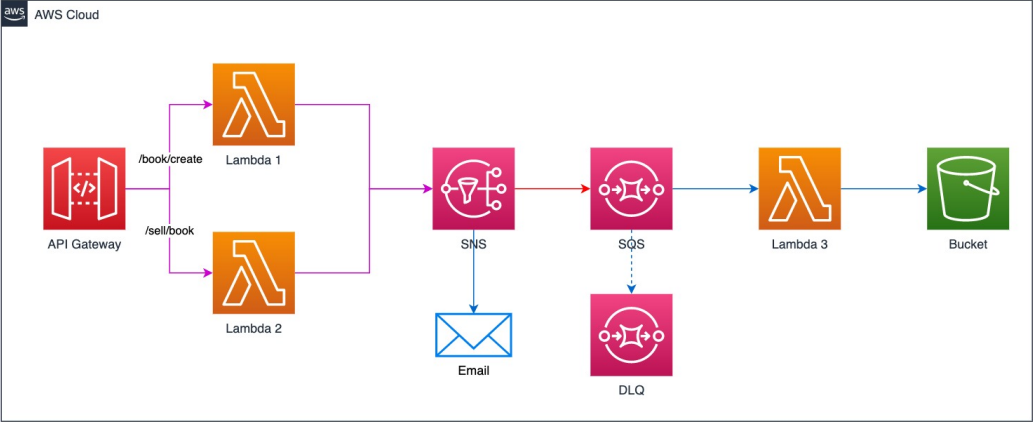 aws
AWS Cloud
Lambda 1
/book/create
API Gateway
/sell/book
Lambda 2
SNS
Email
SQS
DLQ
Lambda 3
Bucket